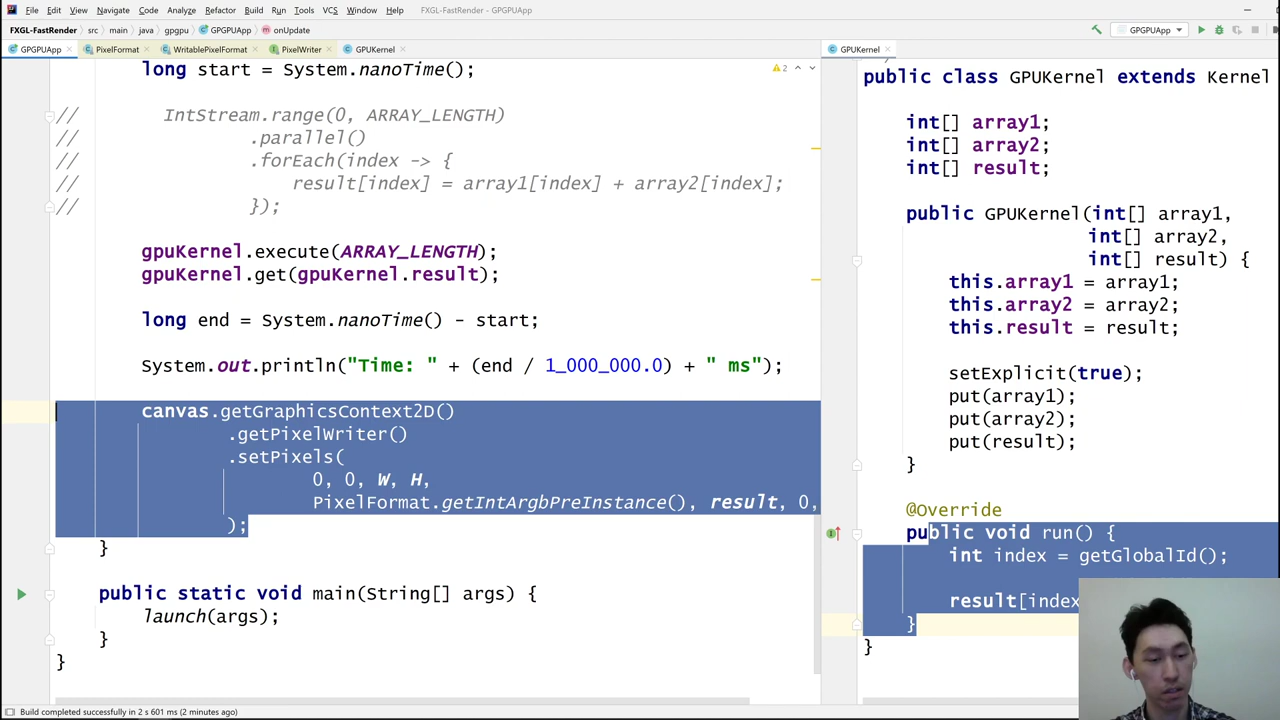 File Edit View Navigate Code Analyze Refactor Build Run Tools VCS Window Help FXGL-FastRender - GPGPUApp
FXGL-FastRender src main java gpgpu GPGPUApp onUpdate GPGPUApp
GPGPUApp PixelFormat WritablePixelFormat PixelWriter GPUKernel
long start = System.nanoTime();
// IntStream.range(0, ARRAY_LENGTH)
// .parallel()
// .forEach(index -> {
// result[index] = array1[index] + array2[index];
// });
gpuKernel.execute(ARRAY_LENGTH);
gpuKernel.get(gpuKernel.result);
long end = System.nanoTime() - start;
System.out.println("Time: " + (end / 1_000_000.0) + " ms");
canvas.getGraphicsContext2D()
.getPixelWriter()
.setPixels(
0, 0, W, H,
PixelFormat.getIntArgbPreInstance(), result, 0,
);
}
public static void main(String[] args) {
launch(args);
}
}
2
GPUKernel
public class GPUKernel extends Kernel
int[] array1;
int[] array2;
int[] result;
public GPUKernel(int[] array1,
int[] array2,
int[] result) {
this.array1 = array1;
this.array2 = array2;
this.result = result;
setExplicit(true);
put(array1);
put(array2);
put(result);
}
@Override
public void run() {
int index = getGlobalId();
result[index
}
}
Build completed successfully in 2 s 601 ms (2 minutes ago)